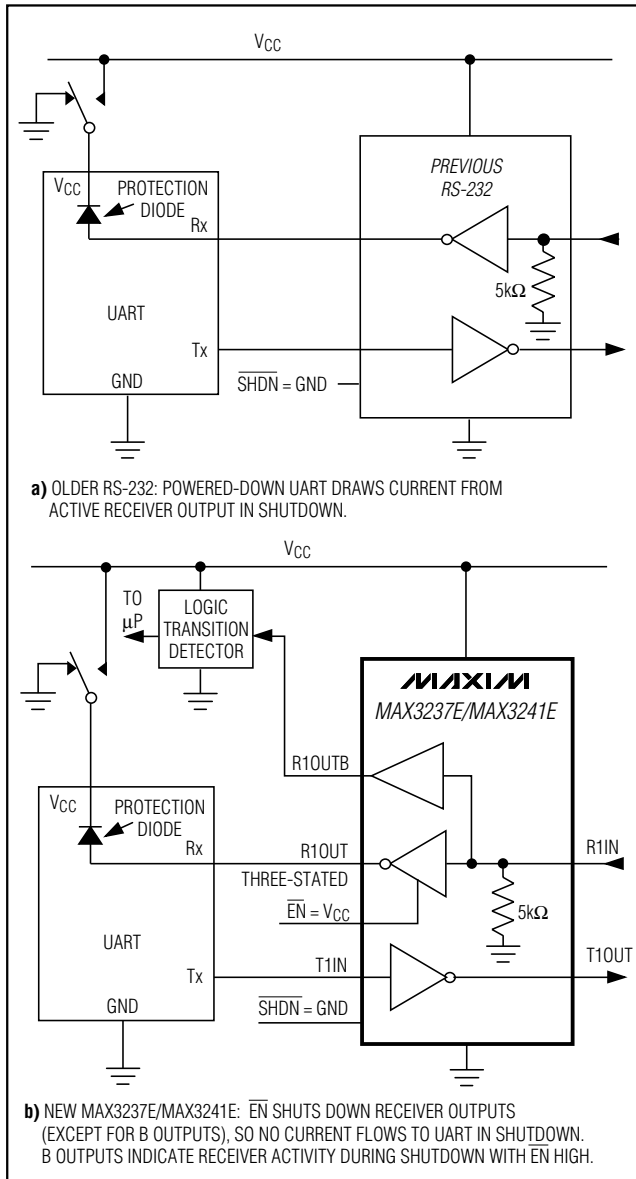 VCC
PREVIOUS
RS-232
VCC
PROTECTION
DIODE
Rx
5kΩ
UART
Tx
GND
SHDN = GND
a) OLDER RS-232: POWERED-DOWN UART DRAWS CURRENT FROM
ACTIVE RECEIVER OUTPUT IN SHUTDOWN.
VCC
TO
μP
LOGIC
TRANSITION
DETECTOR
MAXIM
MAX3237E/MAX3241E
R1OUTB
VCC
PROTECTION
DIODE
Rx
R1OUT
R1IN
THREE-STATED
EN = VCC
5kΩ
UART
Tx
T1IN
T1OUT
GND
SHDN = GND
b) NEW MAX3237E/MAX3241E: EN SHUTS DOWN RECEIVER OUTPUTS
(EXCEPT FOR B OUTPUTS), SO NO CURRENT FLOWS TO UART IN SHUTDOWN.
B OUTPUTS INDICATE RECEIVER ACTIVITY DURING SHUTDOWN WITH EN HIGH.